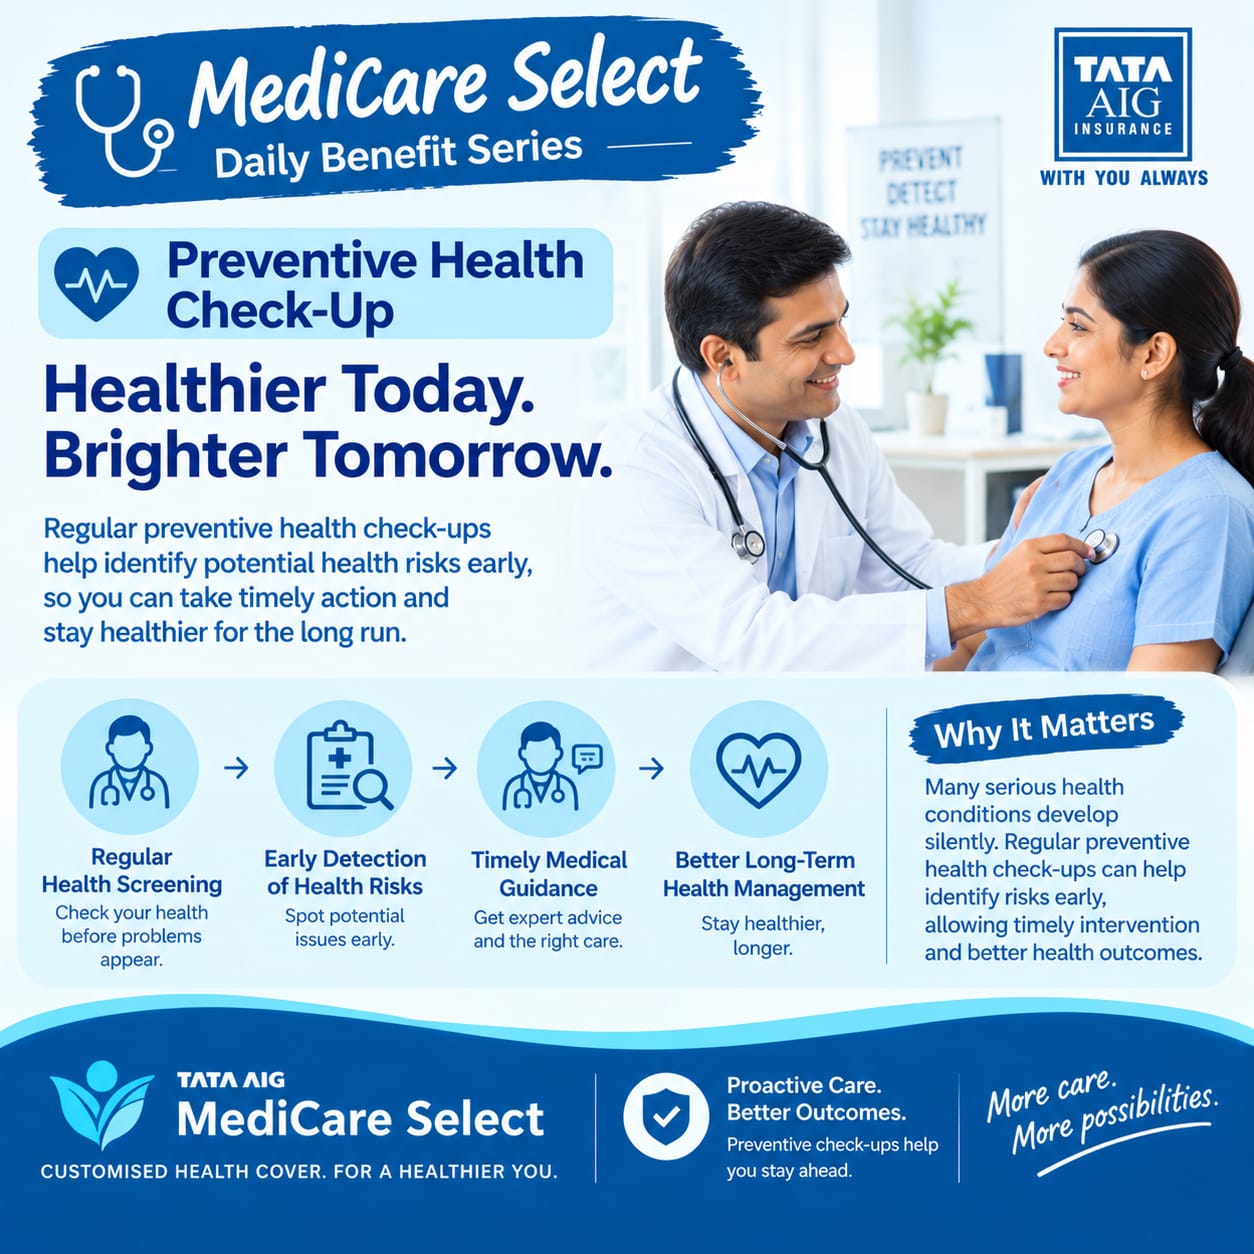 MediCare Select
Daily Benefit Series
TATA
AIG
INSURANCE
WITH YOU ALWAYS
PREVENT
DETECT
STAY HEALTHY
Preventive Health
Check-Up
Healthier Today.
Brighter Tomorrow.
Regular preventive health check-ups
help identify potential health risks early,
so you can take timely action and
stay healthier for the long run.
Regular
Health Screening
Check your health
before problems
appear.
Early Detection
of Health Risks
Spot potential
issues early.
Timely Medical
Guidance
Get expert advice
and the right care.
Better Long-Term
Health Management
Stay healthier,
longer.
Why It Matters
Many serious health
conditions develop
silently. Regular preventive
health check-ups can help
identify risks early,
allowing timely intervention
and better health outcomes.
TATA AIG
MediCare Select
CUSTOMISED HEALTH COVER. FOR A HEALTHIER YOU.
Proactive Care.
Better Outcomes.
Preventive check-ups help
you stay ahead.
More care.
More possibilities.